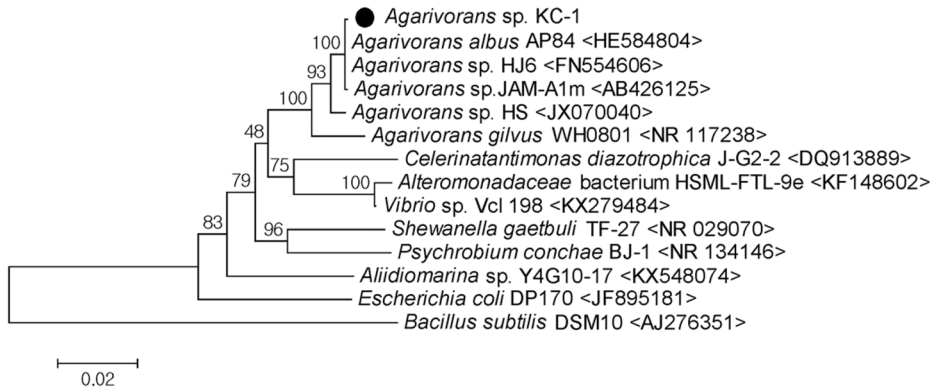 Agarivorans sp. KC-1
100
Agarivorans albus AP84 <HE584804>
Agarivorans sp. HJ6 <FN554606>
93
Agarivorans sp.JAM-A1m <AB426125>
100
Agarivorans sp. HS <JX070040>
48
Agarivorans gilvus WH0801 <NR 117238>
75
Celerinatantimonas diazotrophica J-G2-2 <DQ913889>
79
100
Alteromonadaceae bacterium HSML-FTL-9e <KF148602>
Vibrio sp. Vcl 198 <KX279484>
83
96
Shewanella gaetbuli TF-27 <NR 029070>
Psychrobium conchae BJ-1 <NR 134146>
Aliidiomarina sp. Y4G10-17 <KX548074>
Escherichia coli DP170 <JF895181>
Bacillus subtilis DSM10 <AJ276351>
0.02